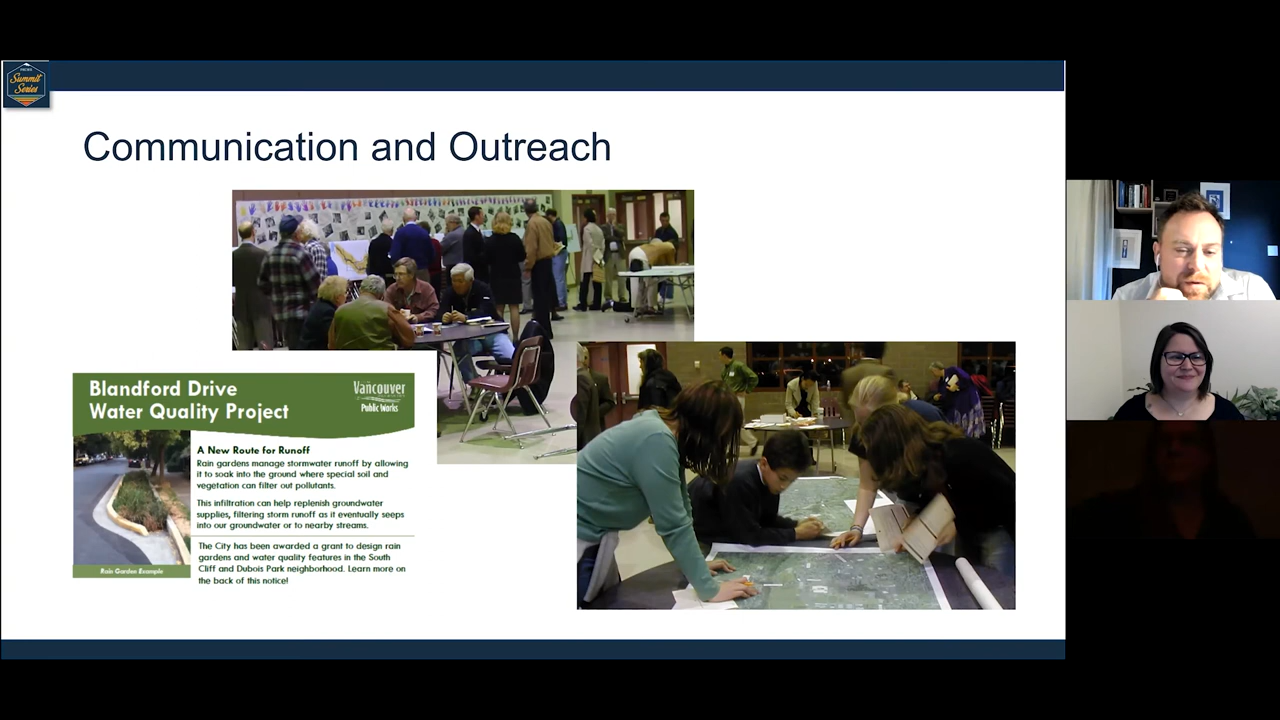 Summit
Series
Communication and Outreach
Blandford Drive
Water Quality Project
Vancouver
Public Works
A New Route for Runoff
Rain gardens manage stormwater runoff by allowing
it to soak into the ground where special soil and
vegetation can filter out pollutants.
This infiltration can help replenish groundwater
supplies, filtering storm runoff as it eventually seeps
into our groundwater or to nearby streams.
The City has been awarded a grant to design rain
gardens and water quality features in the South
Cliff and Dubois Park neighborhood. Learn more on
the back of this notice!
Rain Garden Example